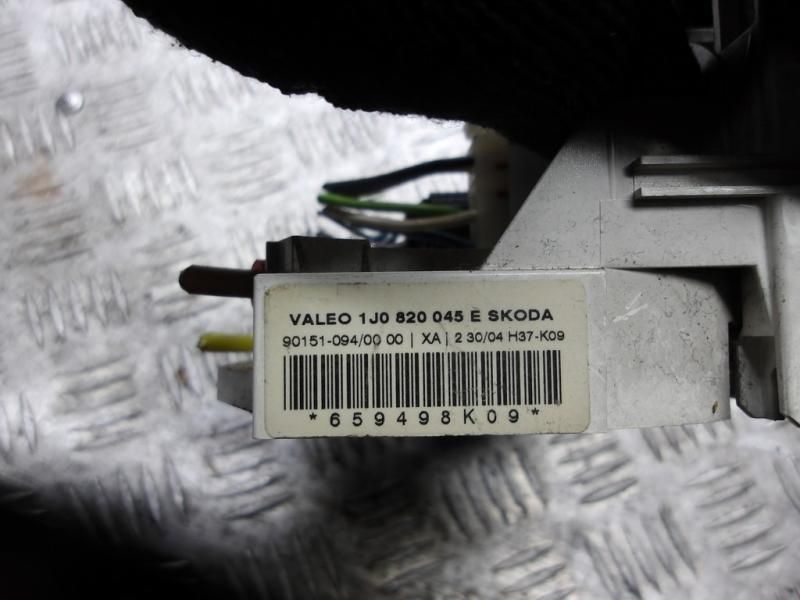 VALEO 1J0 820 045 E SKODA
90151-094/00 00 | XA | 2 30/04 H37-K09
*659498K09*